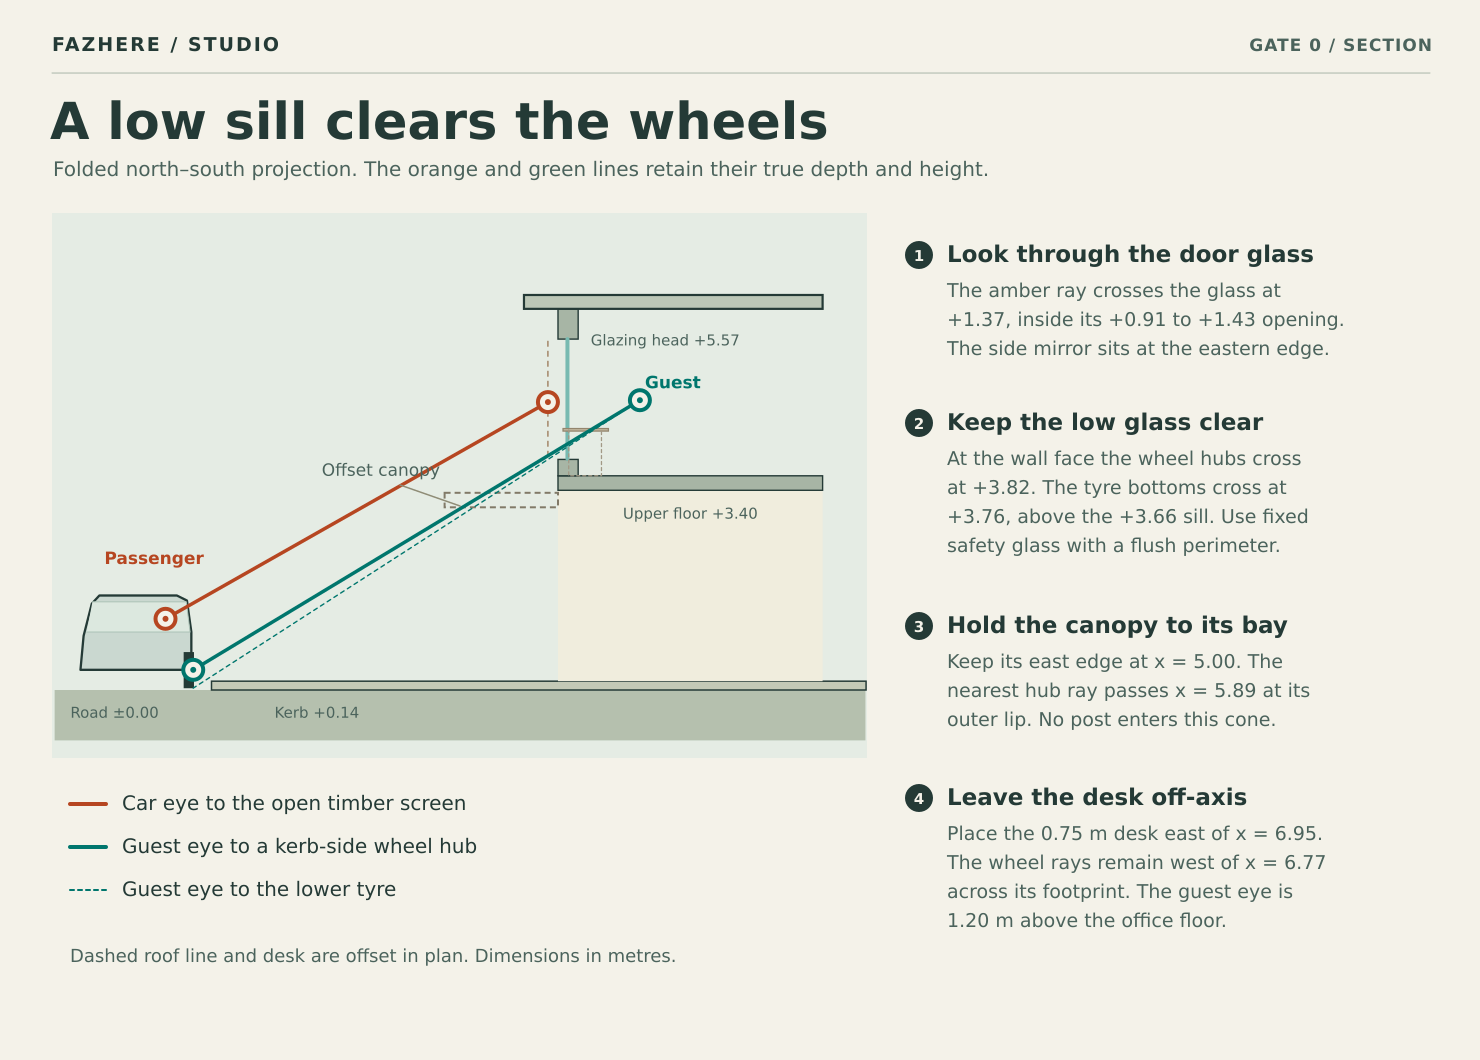 FAZHERE / STUDIO
GATE 0 / SECTION
A low sill clears the wheels
Folded north–south projection. The orange and green lines retain their true depth and height.
Glazing head +5.57
Guest
Offset canopy
Upper floor +3.40
Passenger
Road ±0.00
Kerb +0.14
Car eye to the open timber screen
Guest eye to a kerb-side wheel hub
Guest eye to the lower tyre
Dashed roof line and desk are offset in plan. Dimensions in metres.
1 Look through the door glass
The amber ray crosses the glass at
+1.37, inside its +0.91 to +1.43 opening.
The side mirror sits at the eastern edge.
2 Keep the low glass clear
At the wall face the wheel hubs cross
at +3.82. The tyre bottoms cross at
+3.76, above the +3.66 sill. Use fixed
safety glass with a flush perimeter.
3 Hold the canopy to its bay
Keep its east edge at x = 5.00. The
nearest hub ray passes x = 5.89 at its
outer lip. No post enters this cone.
4 Leave the desk off-axis
Place the 0.75 m desk east of x = 6.95.
The wheel rays remain west of x = 6.77
across its footprint. The guest eye is
1.20 m above the office floor.